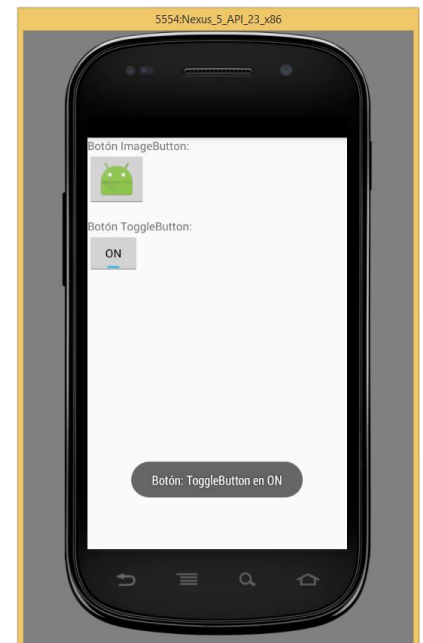 5554:Nexus_5_API_23_x86
Botón ImageButton:
Botón ToggleButton:
ON
Botón: ToggleButton en ON